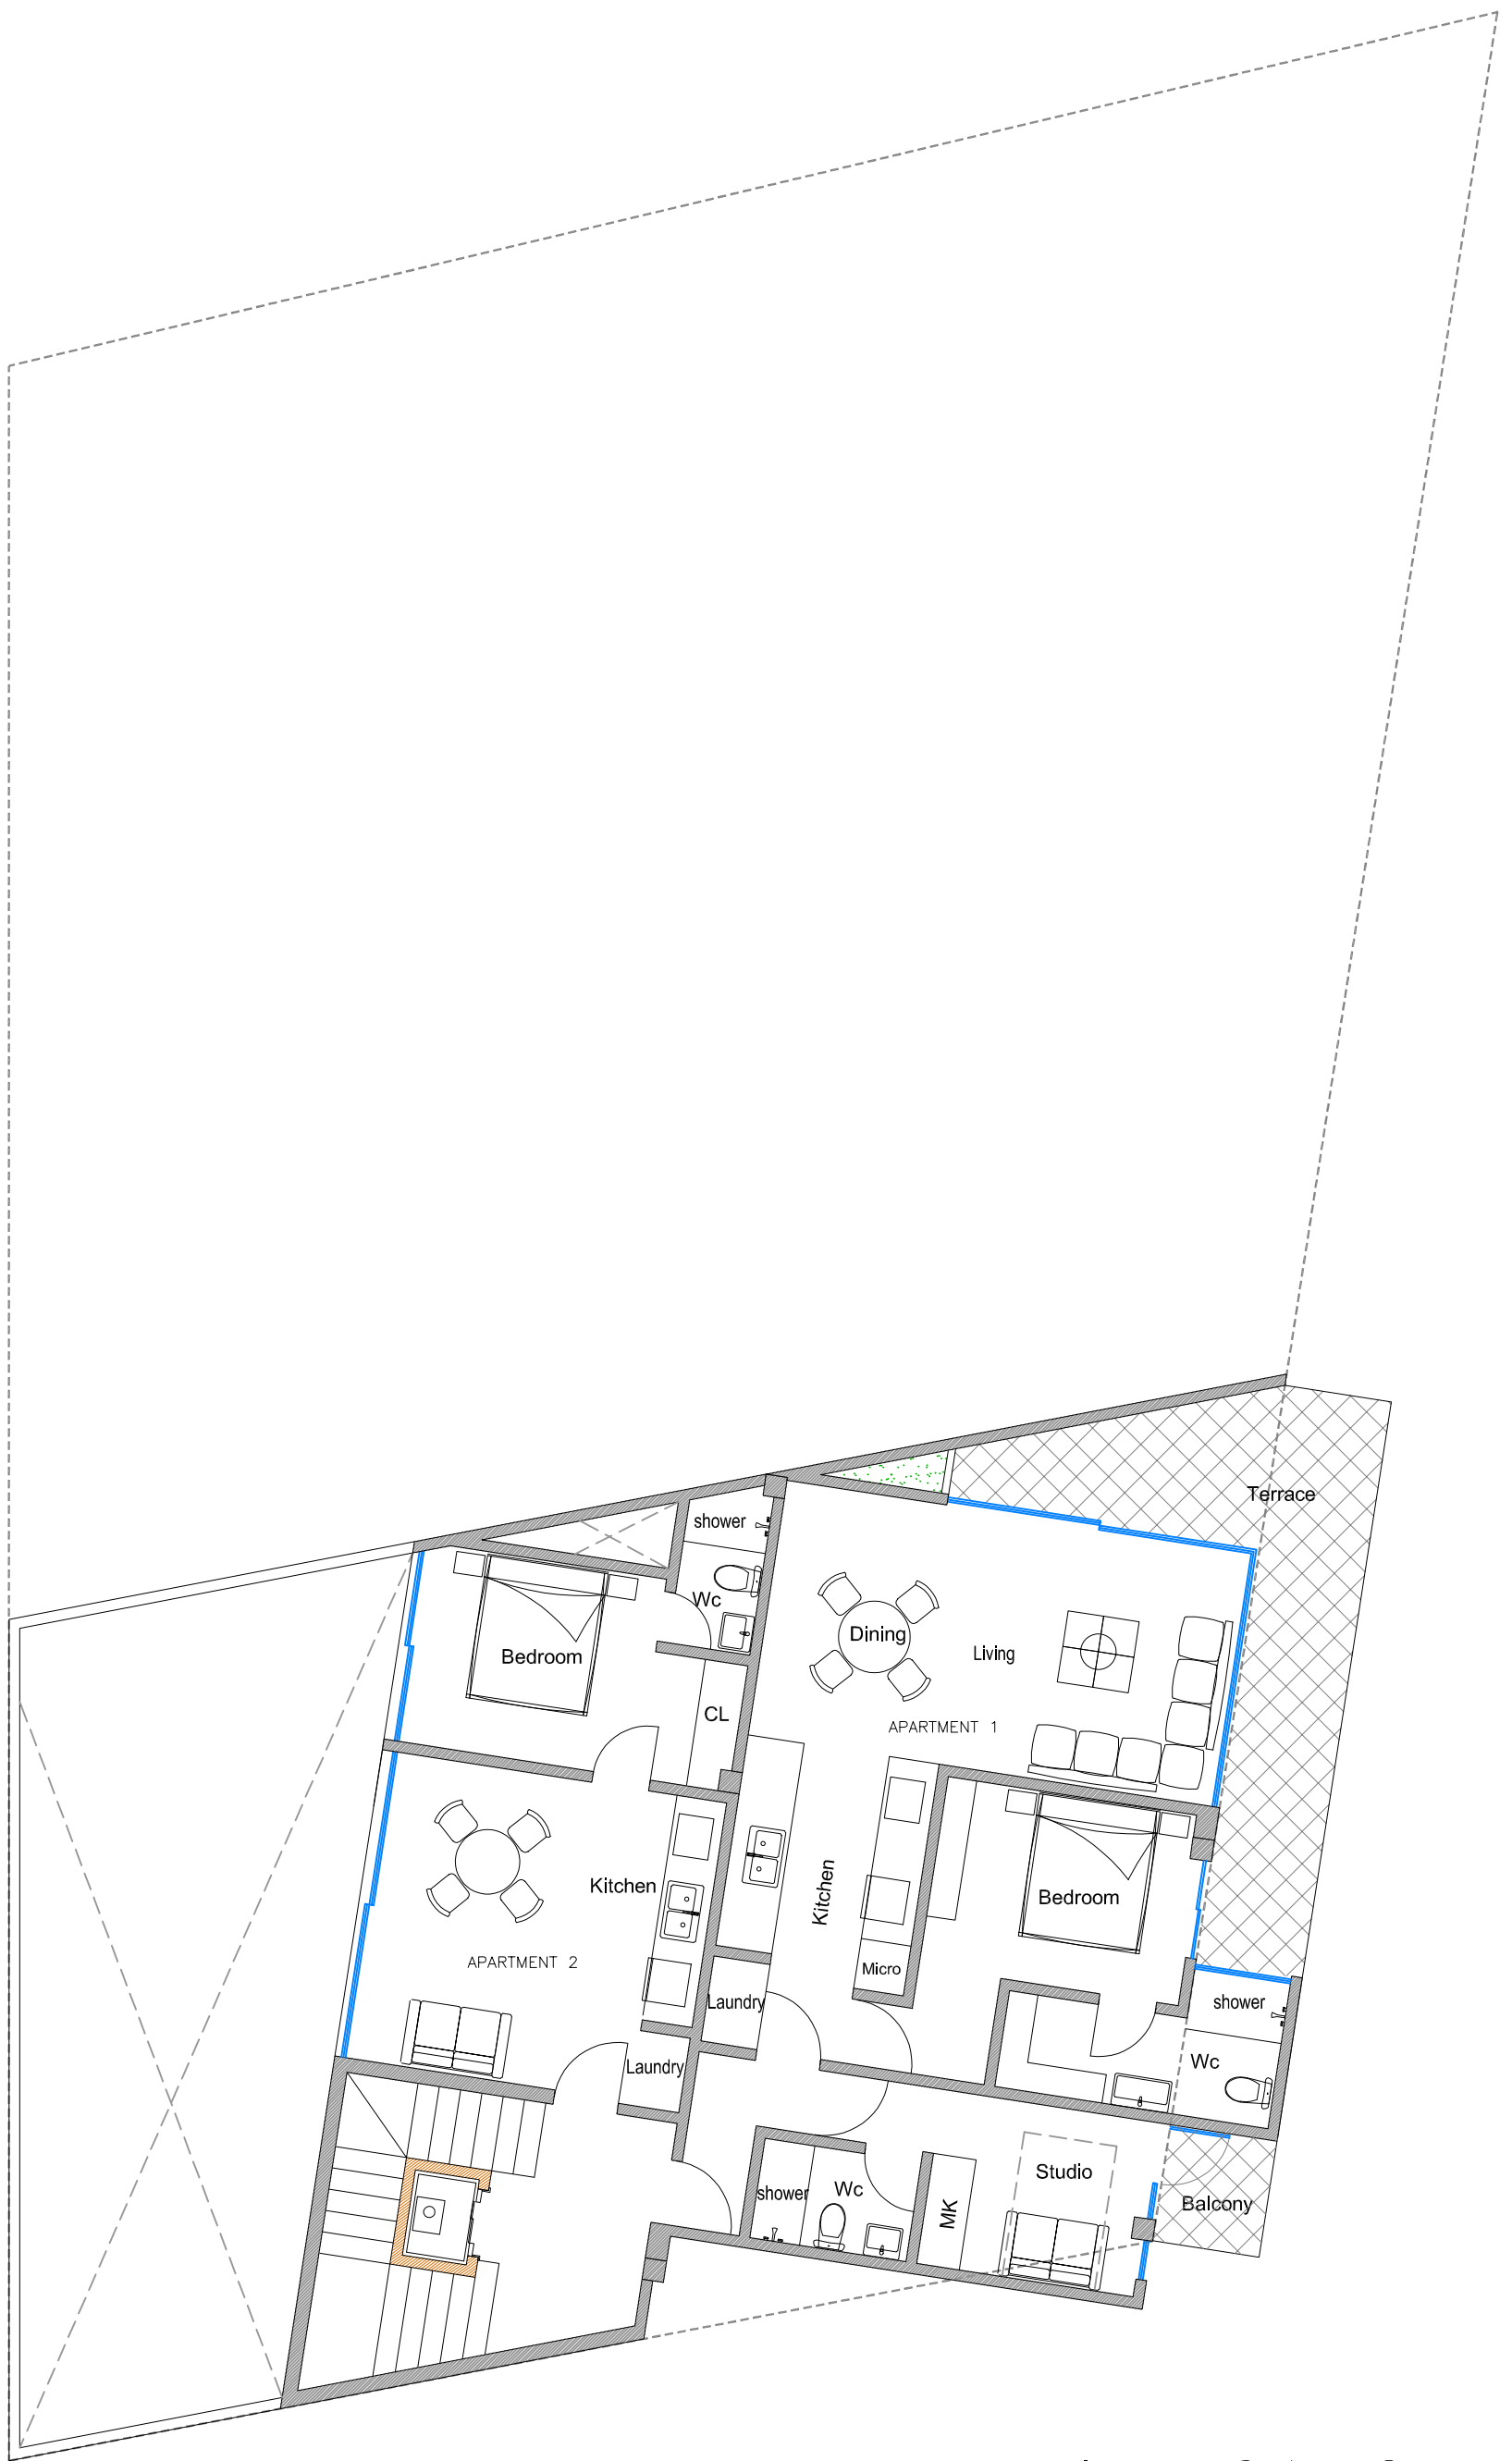 Terrace
shower
Wc
Dining
Living
Bedroom
CL
APARTMENT 1
Kitchen
Kitchen
Bedroom
APARTMENT 2
Micro
Laundry
shower
Laundry
Wc
Studio
Wc
shower
MK
Balcony